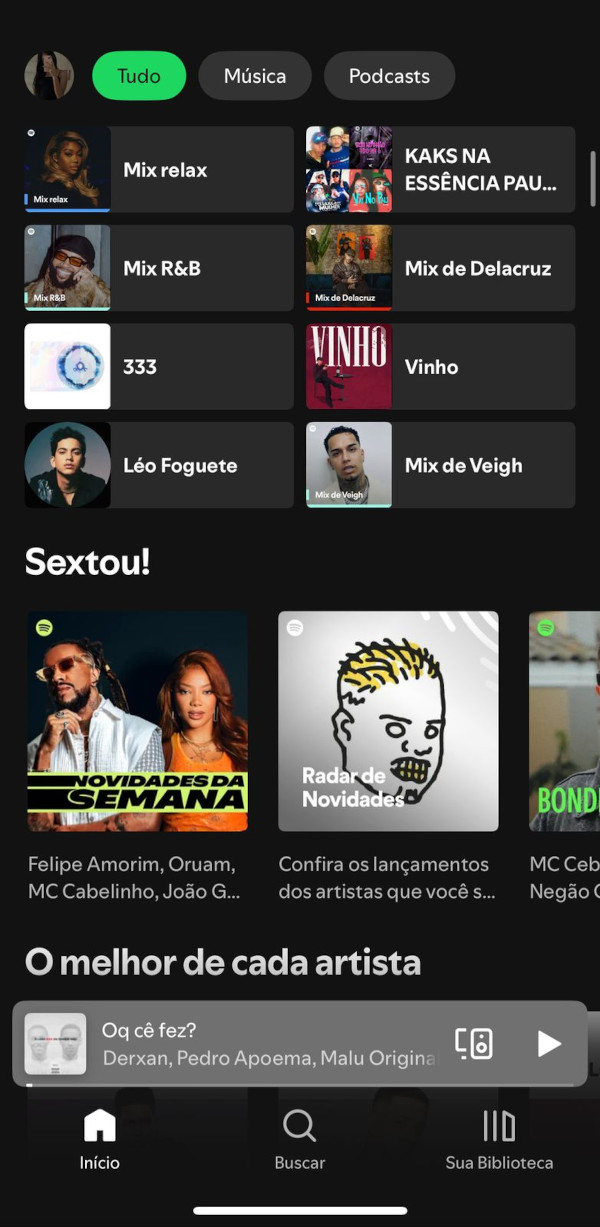 Tudo
Música
Podcasts
Mix relax
Mix relax
KAKS NA
ESSÊNCIA PAU...
Mix R&B
Mix R&B
Mix de Delacruz
Mix de Delacruz
333
VINHO
Vinho
Léo Foguete
Mix de Veigh
Mix de Veigh
Sextou!
NOVIDADES DA
SEMANA
Radar de
Novidades
BOND
Felipe Amorim, Oruam,
MC Cabelinho, João G...
Confira os lançamentos
dos artistas que você s...
MC Ceb
Negão
O melhor de cada artista
Oq cê fez?
Derxan, Pedro Apoema, Malu Origina
Início
Buscar
Sua Biblioteca